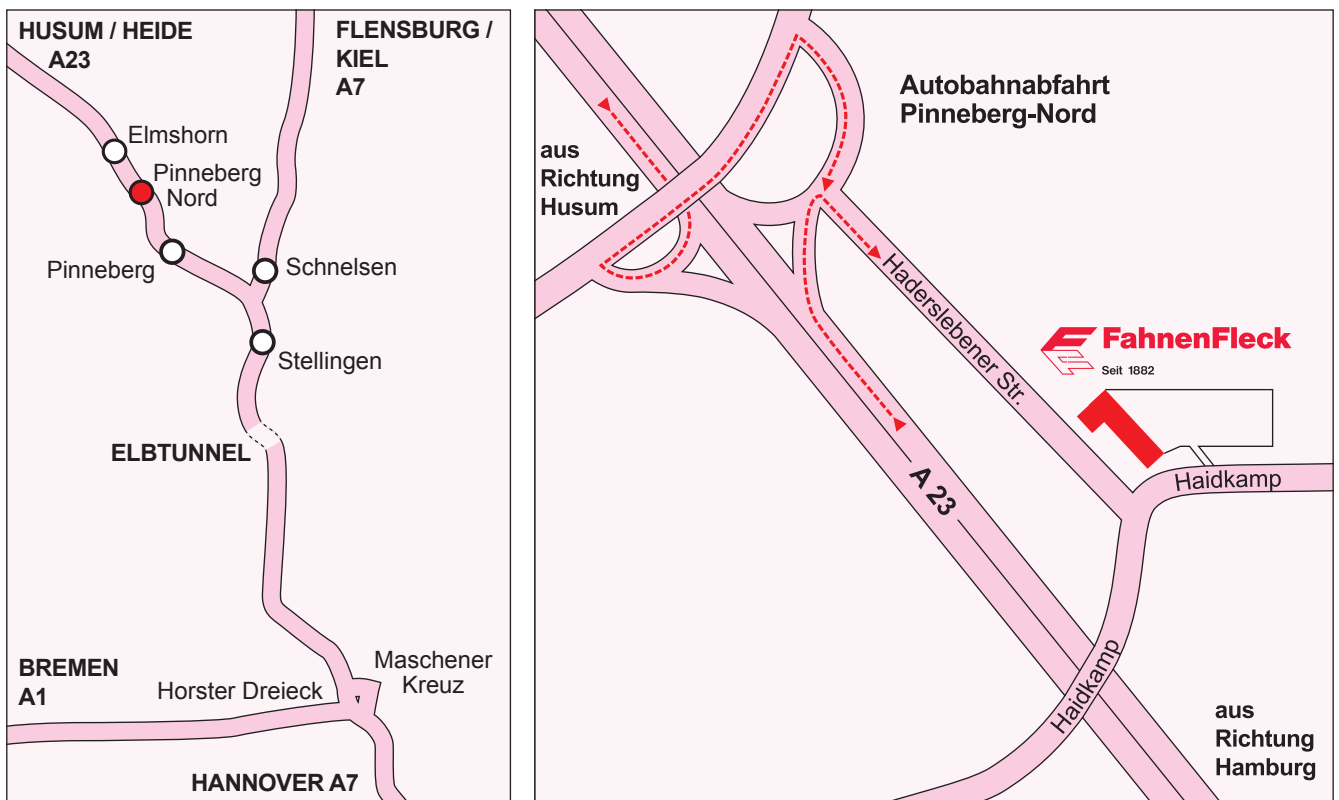 HUSUM / HEIDE
A23
FLENSBURG /
KIEL
A7
Elmshorn
Pinneberg
Nord
Pinneberg
Schnelsen
Stellingen
ELBTUNNEL
BREMEN
A1
Horster Dreieck
Maschener
Kreuz
HANNOVER A7
Autobahnabfahrt
Pinneberg-Nord
aus
Richtung
Husum
Haderslebener Str.
FahnenFleck
Seit 1882
Haidkamp
A 23
Haidkamp
aus
Richtung
Hamburg